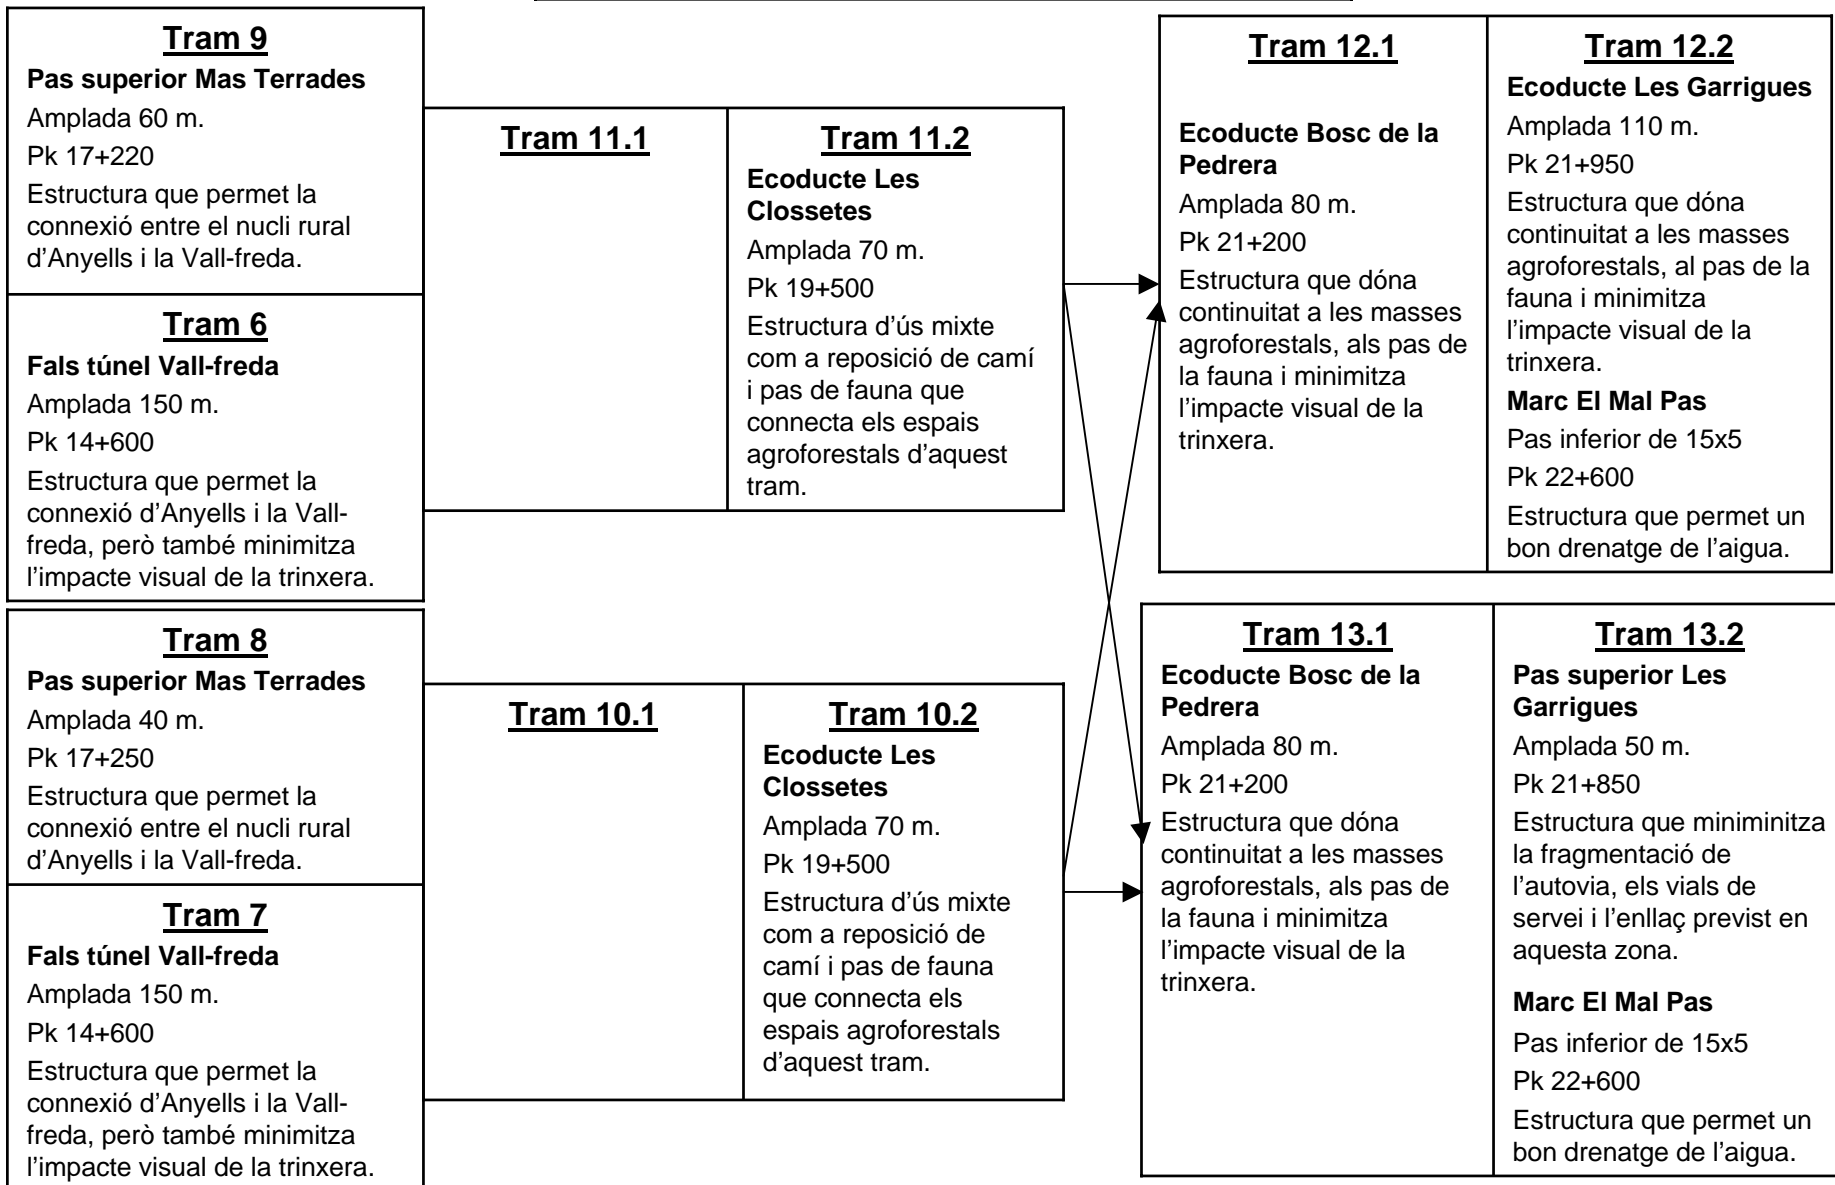 Tram 9
Pas superior Mas Terrades
Amplada 60 m.
Pk 17+220
Estructura que permet la
connexió entre el nucli rural
d’Anyells i la Vall-freda.
Tram 6
Fals túnel Vall-freda
Amplada 150 m.
Pk 14+600
Estructura que permet la
connexió d’Anyells i la Vall-
freda, però també minimitza
l’impacte visual de la trinxera.
Tram 8
Pas superior Mas Terrades
Amplada 40 m.
Pk 17+250
Estructura que permet la
connexió entre el nucli rural
d’Anyells i la Vall-freda.
Tram 7
Fals túnel Vall-freda
Amplada 150 m.
Pk 14+600
Estructura que permet la
connexió d’Anyells i la Vall-
freda, però també minimitza
l’impacte visual de la trinxera.
Tram 11.1
Tram 11.2
Ecoducte Les
Clossetes
Amplada 70 m.
Pk 19+500
Estructura d’ús mixte
com a reposició de camí
i pas de fauna que
connecta els espais
agroforestals d’aquest
tram.
Tram 10.1
Tram 10.2
Ecoducte Les
Clossetes
Amplada 70 m.
Pk 19+500
Estructura d’ús mixte
com a reposició de
camí i pas de fauna
que connecta els
espais agroforestals
d’aquest tram.
Tram 12.1
Ecoducte Bosc de la
Pedrera
Amplada 80 m.
Pk 21+200
Estructura que dóna
continuitat a les masses
agroforestals, als pas de
la fauna i minimitza
l’impacte visual de la
trinxera.
Tram 12.2
Ecoducte Les Garrigues
Amplada 110 m.
Pk 21+950
Estructura que dóna
continuitat a les masses
agroforestals, al pas de la
fauna i minimitza
l’impacte visual de la
trinxera.
Marc El Mal Pas
Pas inferior de 15x5
Pk 22+600
Estructura que permet un
bon drenatge de l’aigua.
Tram 13.1
Ecoducte Bosc de la
Pedrera
Amplada 80 m.
Pk 21+200
Estructura que dóna
continuitat a les masses
agroforestals, als pas de
la fauna i minimitza
l’impacte visual de la
trinxera.
Tram 13.2
Pas superior Les
Garrigues
Amplada 50 m.
Pk 21+850
Estructura que miniminitza
la fragmentació de
l’autovia, els vials de
servei i l’enllaç previst en
aquesta zona.
Marc El Mal Pas
Pas inferior de 15x5
Pk 22+600
Estructura que permet un
bon drenatge de l’aigua.